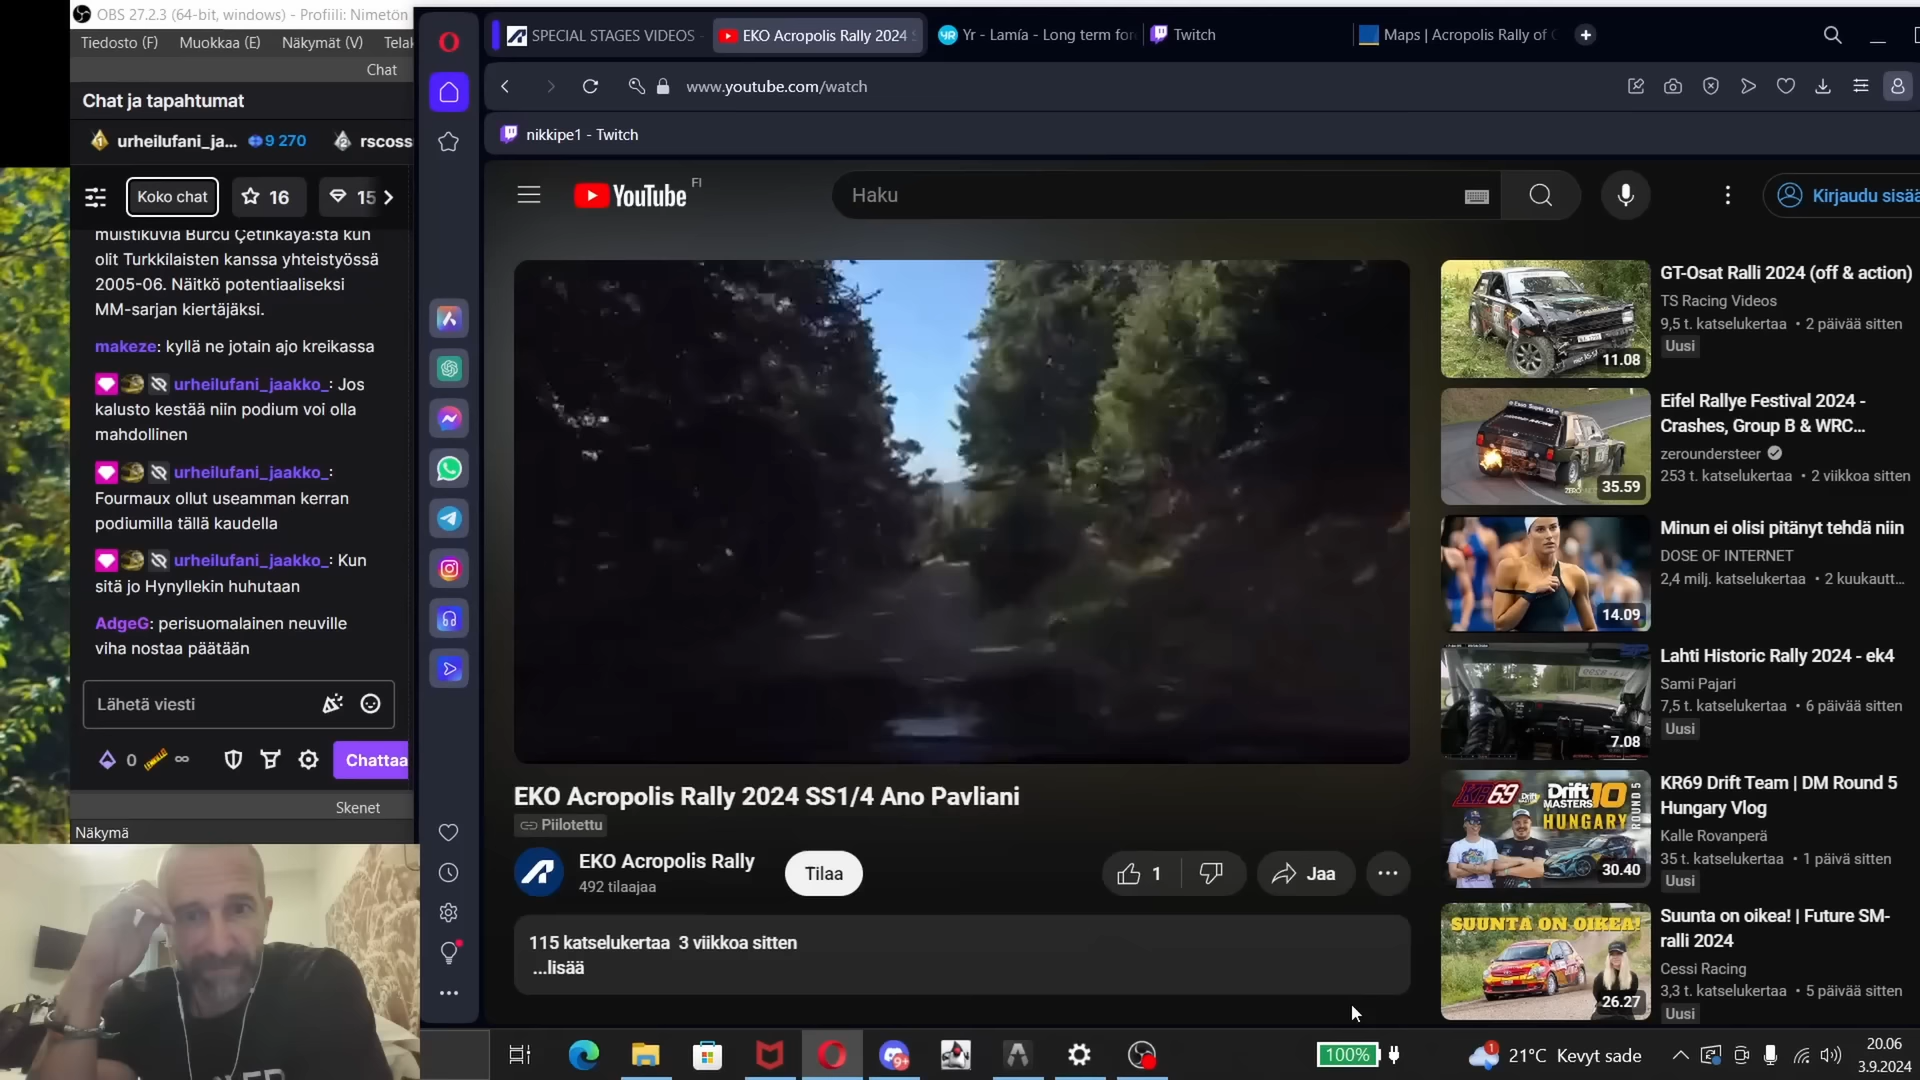 OBS 27.2.3 (64-bit, windows) - Profiili: Nimetön
Tiedosto (F) Muokkaa (E) Näkymät (V) Telak
Chat
Chat ja tapahtumat
urheilufani_ja... 9 270 rscoss
Koko chat 16 15
muistikuvia Burcu Çetinkaya:sta kun
olit Turkkilaisten kanssa yhteistyössä
2005-06. Näitkö potentiaaliseksi
MM-sarjan kiertäjäksi.
makeze: kyllä ne jotain ajo kreikassa
urheilufani_jaakko_: Jos
kalusto kestää niin podium voi olla
mahdollinen
urheilufani_jaakko_:
Fourmaux ollut useamman kerran
podiumilla tällä kaudella
urheilufani_jaakko_: Kun
sitä jo Hynyllekin huhutaan
AdgeG: perisuomalainen neuville
viha nostaa päätään
Lähetä viesti
0 ∞ Chattaa
Skenet
Näkymä
SPECIAL STAGES VIDEOS -
EKO Acropolis Rally 2024 S
Yr - Lamía - Long term for
Twitch
Maps | Acropolis Rally of G
www.youtube.com/watch
nikkipe1 - Twitch
YouTube FI
Haku
Kirjaudu sisää
EKO Acropolis Rally 2024 SS1/4 Ano Pavliani
Piilotettu
EKO Acropolis Rally
492 tilaajaa
Tilaa
1
Jaa
115 katselukertaa 3 viikkoa sitten
...lisää
GT-Osat Ralli 2024 (off & action)
TS Racing Videos
9,5 t. katselukertaa • 2 päivää sitten
Uusi
11.08
Eifel Rallye Festival 2024 -
Crashes, Group B & WRC...
zeroundersteer
253 t. katselukertaa • 2 viikkoa sitten
35.59
Minun ei olisi pitänyt tehdä niin
DOSE OF INTERNET
2,4 milj. katselukertaa • 2 kuukautt...
14.09
Lahti Historic Rally 2024 - ek4
Sami Pajari
7,5 t. katselukertaa • 6 päivää sitten
Uusi
7.08
KR69 Drift Team | DM Round 5
Hungary Vlog
Kalle Rovanperä
35 t. katselukertaa • 1 päivä sitten
Uusi
69 Drift MASTERS 10
HUNGARY
ROUND 5
30.40
Suunta on oikea! | Future SM-
ralli 2024
Cessi Racing
3,3 t. katselukertaa • 5 päivää sitten
Uusi
SUUNTA ON OIKEA!
26.27
100%
9+
1
21°C Kevyt sade
20.06
3.9.2024